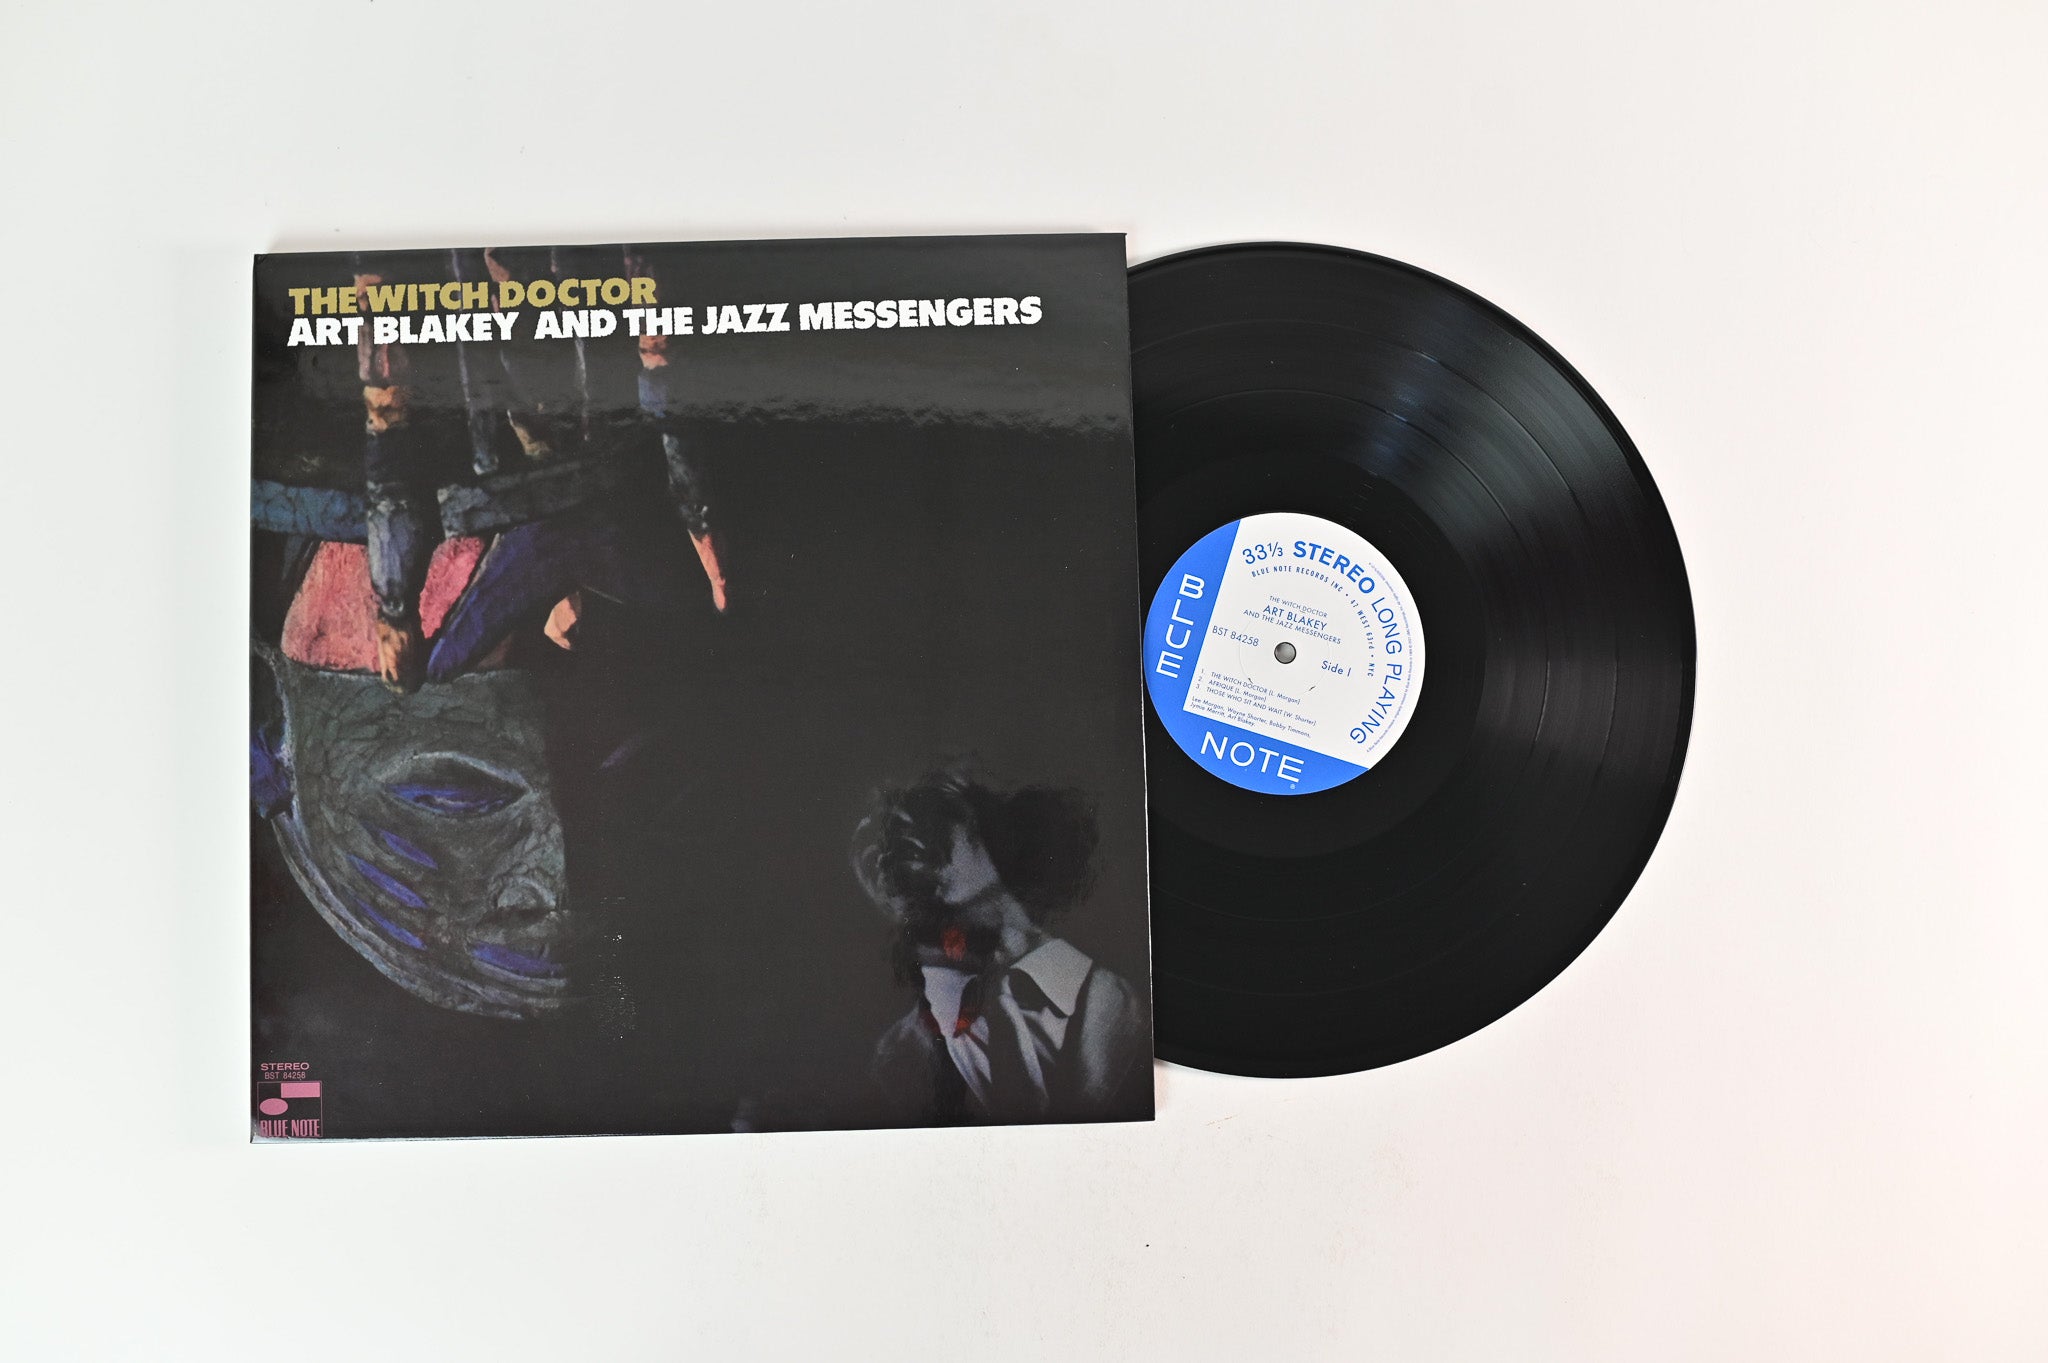 THE WITCH DOCTOR
ART BLAKEY AND THE JAZZ MESSENGERS
STEREO
BST 84258
BLUE NOTE
33 1/3 STEREO LONG PLAYING
BLUE NOTE RECORDS INC • 47 WEST 63rd • NYC
THE WITCH DOCTOR
ART BLAKEY
AND THE JAZZ MESSENGERS
BST 84258
Side 1
1. THE WITCH DOCTOR (L. Morgan)
2. AFRIQUE (L. Morgan)
3. THOSE WHO SIT AND WAIT (W. Shorter)
Lee Morgan, Wayne Shorter, Bobby Timmons,
Jymie Merritt, Art Blakey.
BLUE
NOTE
®